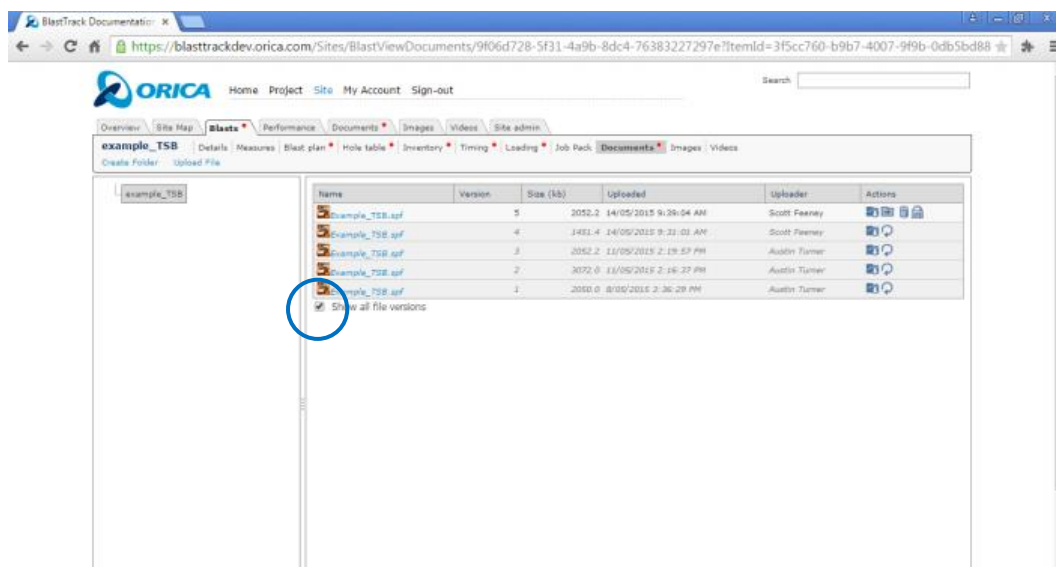 BlastTrack Documentation
https://blasttrackdev.orica.com/Sites/BlastViewDocuments/9f06d728-5f31-4a9b-8dc4-76383227297e?ItemId=3f5cc760-b9b7-4007-9f9b-0db5bd88
ORICA Home Project Site My Account Sign-out Search
Overview Site Map Blasts * Performance Documents * Images Videos Site admin
example_TSB Details Measures Blast plan * Hole table * Inventory * Timing * Loading * Job Pack Documents * Images Videos
Create Folder Upload File
example_TSB
Name Version Size (kb) Uploaded Uploader Actions
Example_TSB.spf 5 2052.2 14/05/2015 9:39:04 AM Scott Feeney
Example_TSB.spf 4 1451.4 14/05/2015 9:31:01 AM Scott Feeney
Example_TSB.spf 3 2052.2 11/05/2015 2:19:57 PM Austin Turner
Example_TSB.spf 2 3072.0 11/05/2015 2:16:37 PM Austin Turner
Example_TSB.spf 1 2050.0 8/05/2015 2:36:29 PM Austin Turner
Show all file versions